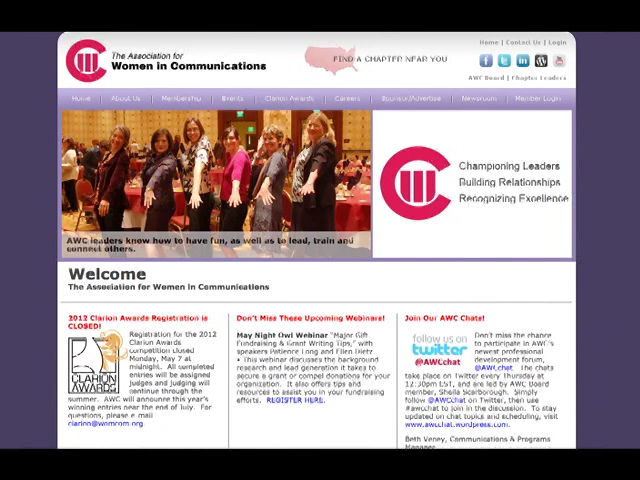 Home | Contact Us | Login
The Association for
Women in Communications
FIND A CHAPTER NEAR YOU
AWC Board | Chapter Leaders
Home | About Us | Membership | Events | Clarion Awards | Careers | Sponsor/Advertise | Newsroom | Member Login
Championing Leaders
Building Relationships
Recognizing Excellence
AWC leaders know how to have fun, as well as to lead, train and
connect others.
Welcome
The Association for Women in Communications
2012 Clarion Awards Registration is
CLOSED!
Registration for the 2012
Clarion Awards
competition closed
Monday, May 7 at
midnight. All completed
entries will be assigned
judges and judging will
continue through the
summer. AWC will announce this year's
winning entries near the end of July. For
questions, please e-mail
clarion@womcom.org.
CLARION
AWARDS
Don't Miss These Upcoming Webinars!
May Night Owl Webinar "Major Gift
Fundraising & Grant Writing Tips," with
speakers Patience Long and Ellen Dietz
• This webinar discusses the background
research and lead generation it takes to
secure a grant or compel donations for your
organization. It also offers tips and
resources to assist you in your fundraising
efforts. REGISTER HERE.
Join Our AWC Chats!
follow us on
twitter
@AWCchat
Don't miss the
chance to participate in AWC's
newest professional
development forum,
@AWCchat. The chats
take place on Twitter every Thursday at
12:30pm EST, and are led by AWC Board
member, Sheila Scarborough. Simply
follow @AWCchat on Twitter, then use
#awcchat to join in the discussion. To stay
updated on chat topics and scheduling, visit
www.awcchat.wordpress.com.
Beth Veney, Communications & Programs
Manager